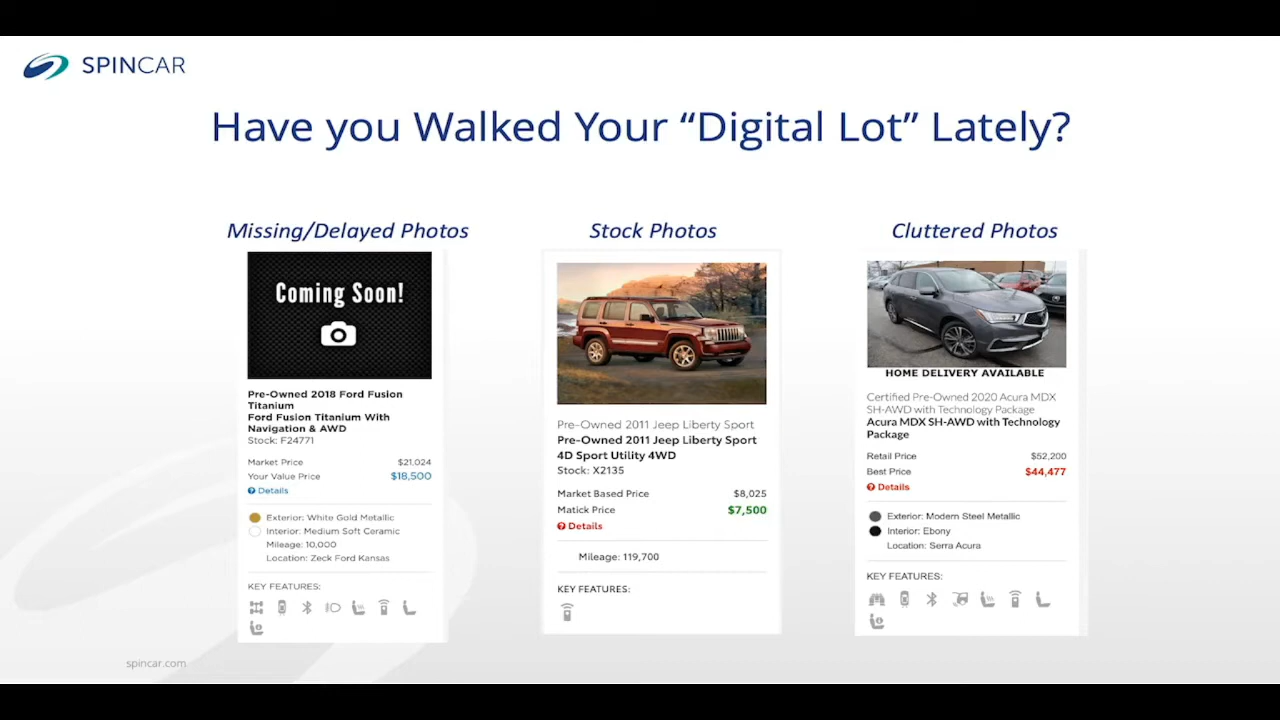 SPINCAR
Have you Walked Your “Digital Lot” Lately?
Missing/Delayed Photos
Coming Soon!
Pre-Owned 2018 Ford Fusion
Titanium
Ford Fusion Titanium With
Navigation & AWD
Stock: F24771
Market Price $21,024
Your Value Price $18,500
Details
Exterior: White Gold Metallic
Interior: Medium Soft Ceramic
Mileage: 10,000
Location: Zeck Ford Kansas
KEY FEATURES:
Stock Photos
Pre-Owned 2011 Jeep Liberty Sport
Pre-Owned 2011 Jeep Liberty Sport
4D Sport Utility 4WD
Stock: X2135
Market Based Price $8,025
Matick Price $7,500
Details
Mileage: 119,700
KEY FEATURES:
Cluttered Photos
HOME DELIVERY AVAILABLE
Certified Pre-Owned 2020 Acura MDX
SH-AWD with Technology Package
Acura MDX SH-AWD with Technology
Package
Retail Price $52,200
Best Price $44,477
Details
Exterior: Modern Steel Metallic
Interior: Ebony
Location: Serra Acura
KEY FEATURES:
spincar.com